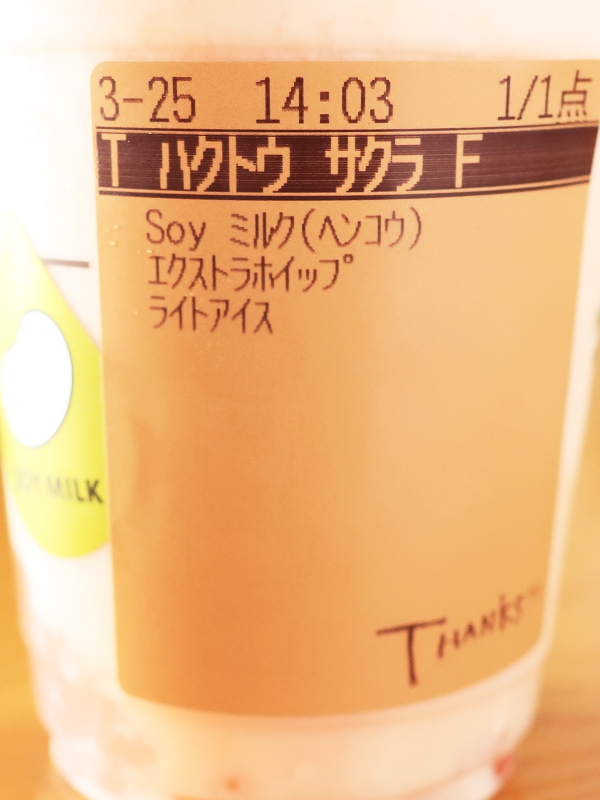 3-25 14:03 1/1点
T ハクトウ サクラ F
Soy ミルク(ヘンコウ)
エクストラホイップ
ライトアイス
SOY MILK
THANKS